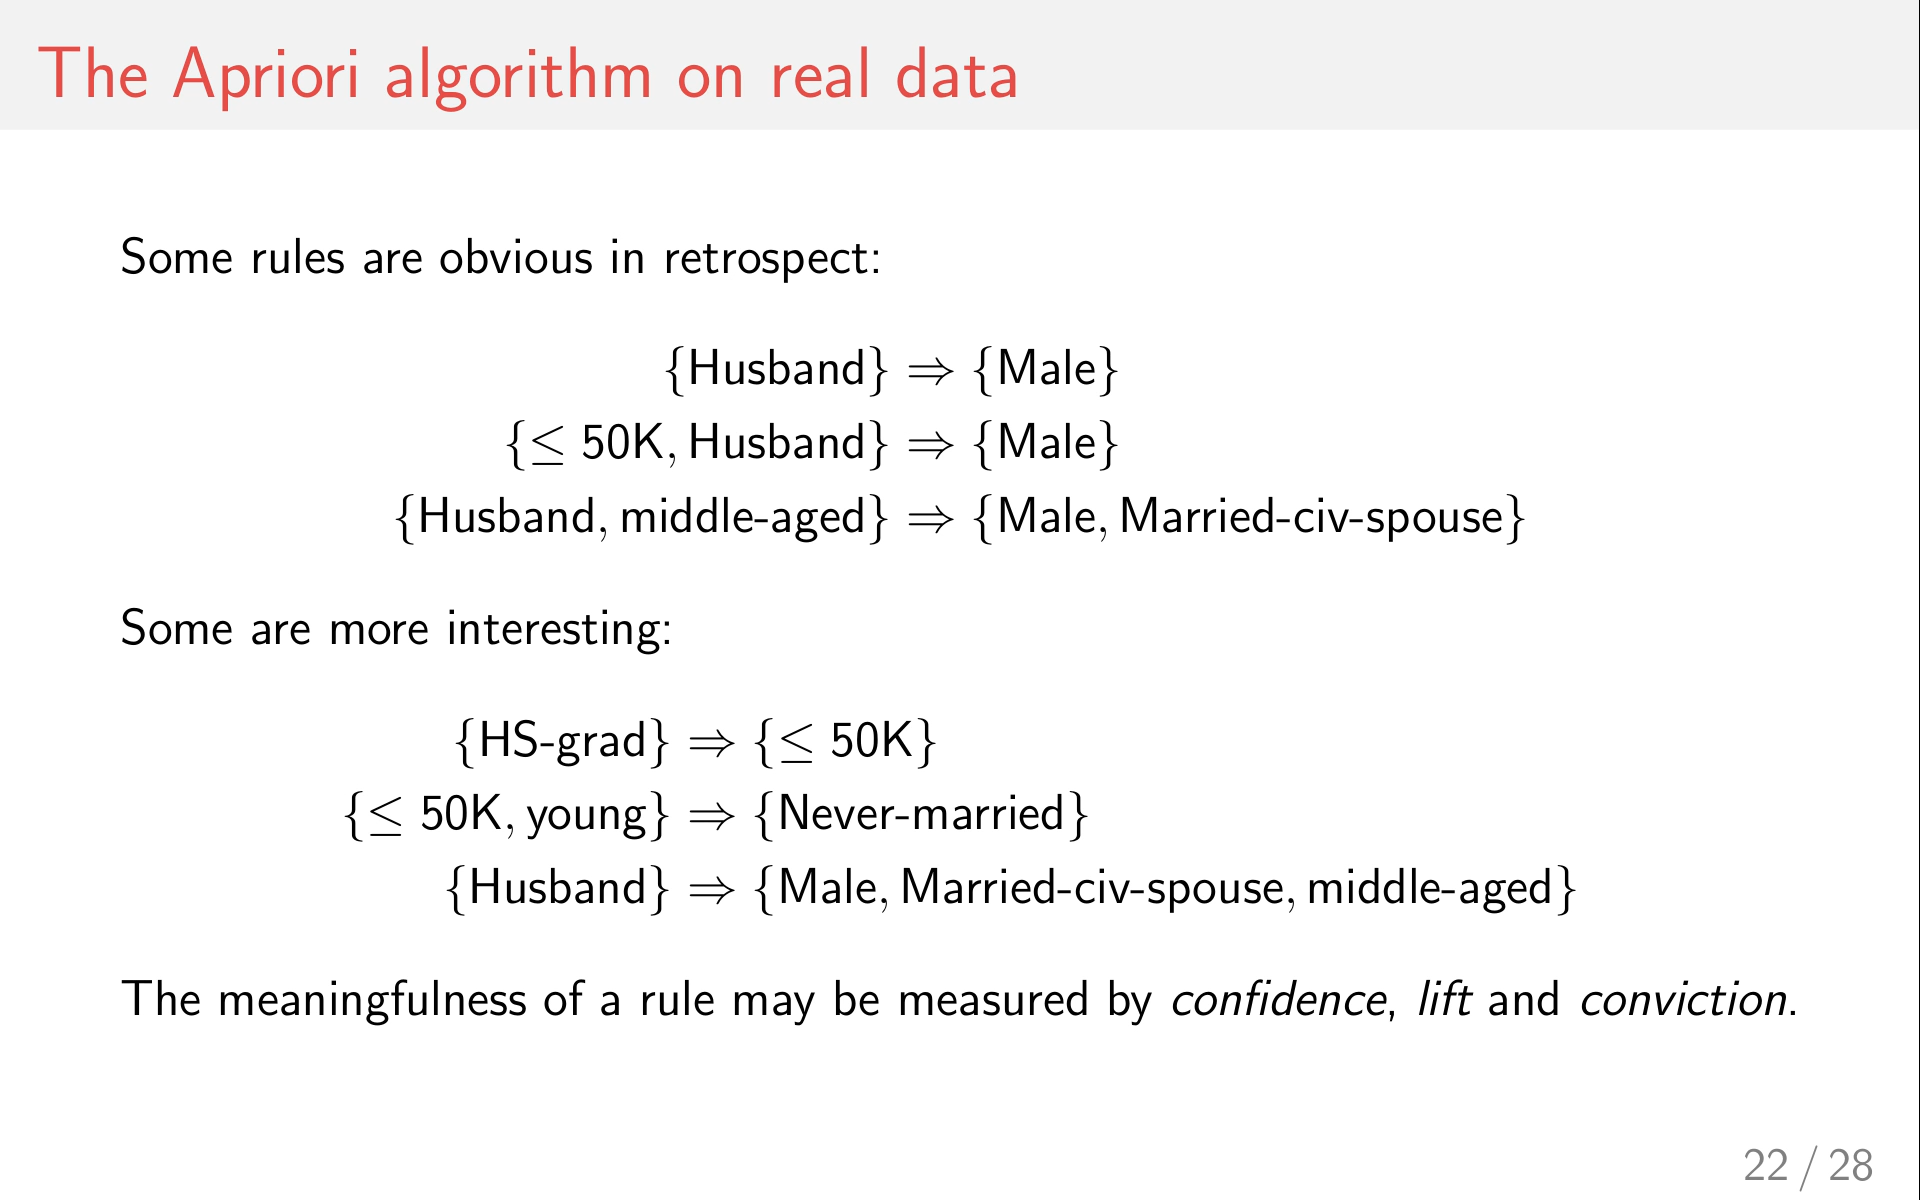 The Apriori algorithm on real data
Some rules are obvious in retrospect:
{Husband} ⇒ {Male}
{≤ 50K, Husband} ⇒ {Male}
{Husband, middle-aged} ⇒ {Male, Married-civ-spouse}
Some are more interesting:
{HS-grad} ⇒ {≤ 50K}
{≤ 50K, young} ⇒ {Never-married}
{Husband} ⇒ {Male, Married-civ-spouse, middle-aged}
The meaningfulness of a rule may be measured by confidence, lift and conviction.
22 / 28